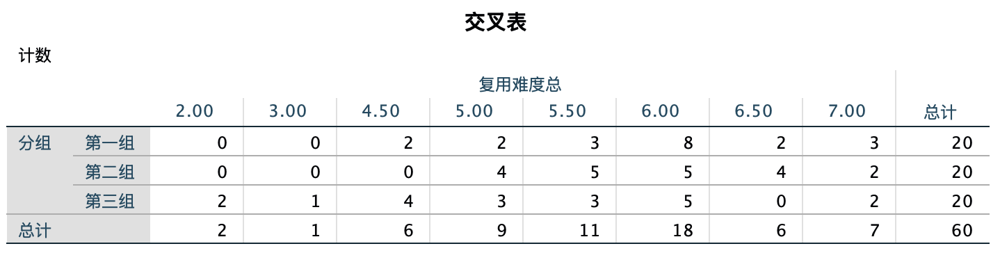 交叉表
计数
复用难度总
2.00 3.00 4.50 5.00 5.50 6.00 6.50 7.00 总计
分组 第一组 0 0 2 2 3 8 2 3 20
第二组 0 0 0 4 5 5 4 2 20
第三组 2 1 4 3 3 5 0 2 20
总计 2 1 6 9 11 18 6 7 60